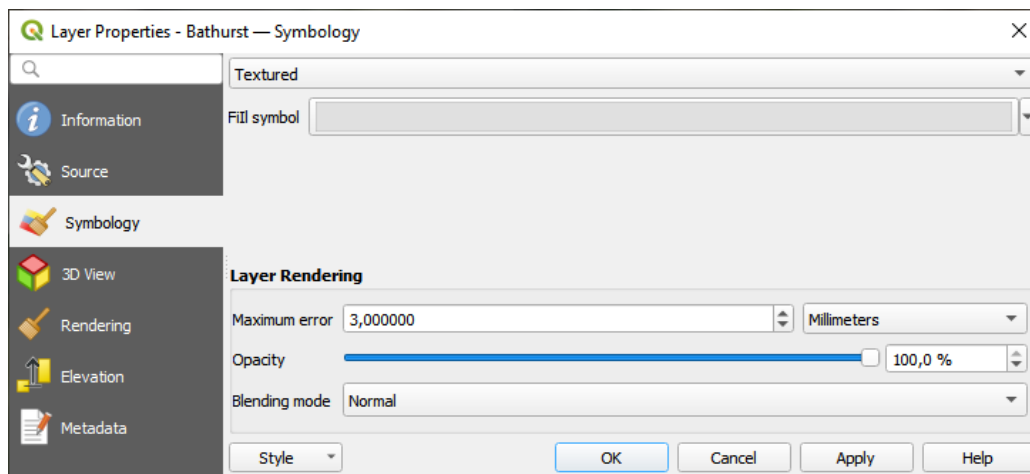 Layer Properties - Bathurst — Symbology
Textured
Information
Fill symbol
Source
Symbology
3D View
Layer Rendering
Rendering
Maximum error 3,000000 Millimeters
Opacity 100,0 %
Elevation
Blending mode Normal
Metadata
Style OK Cancel Apply Help